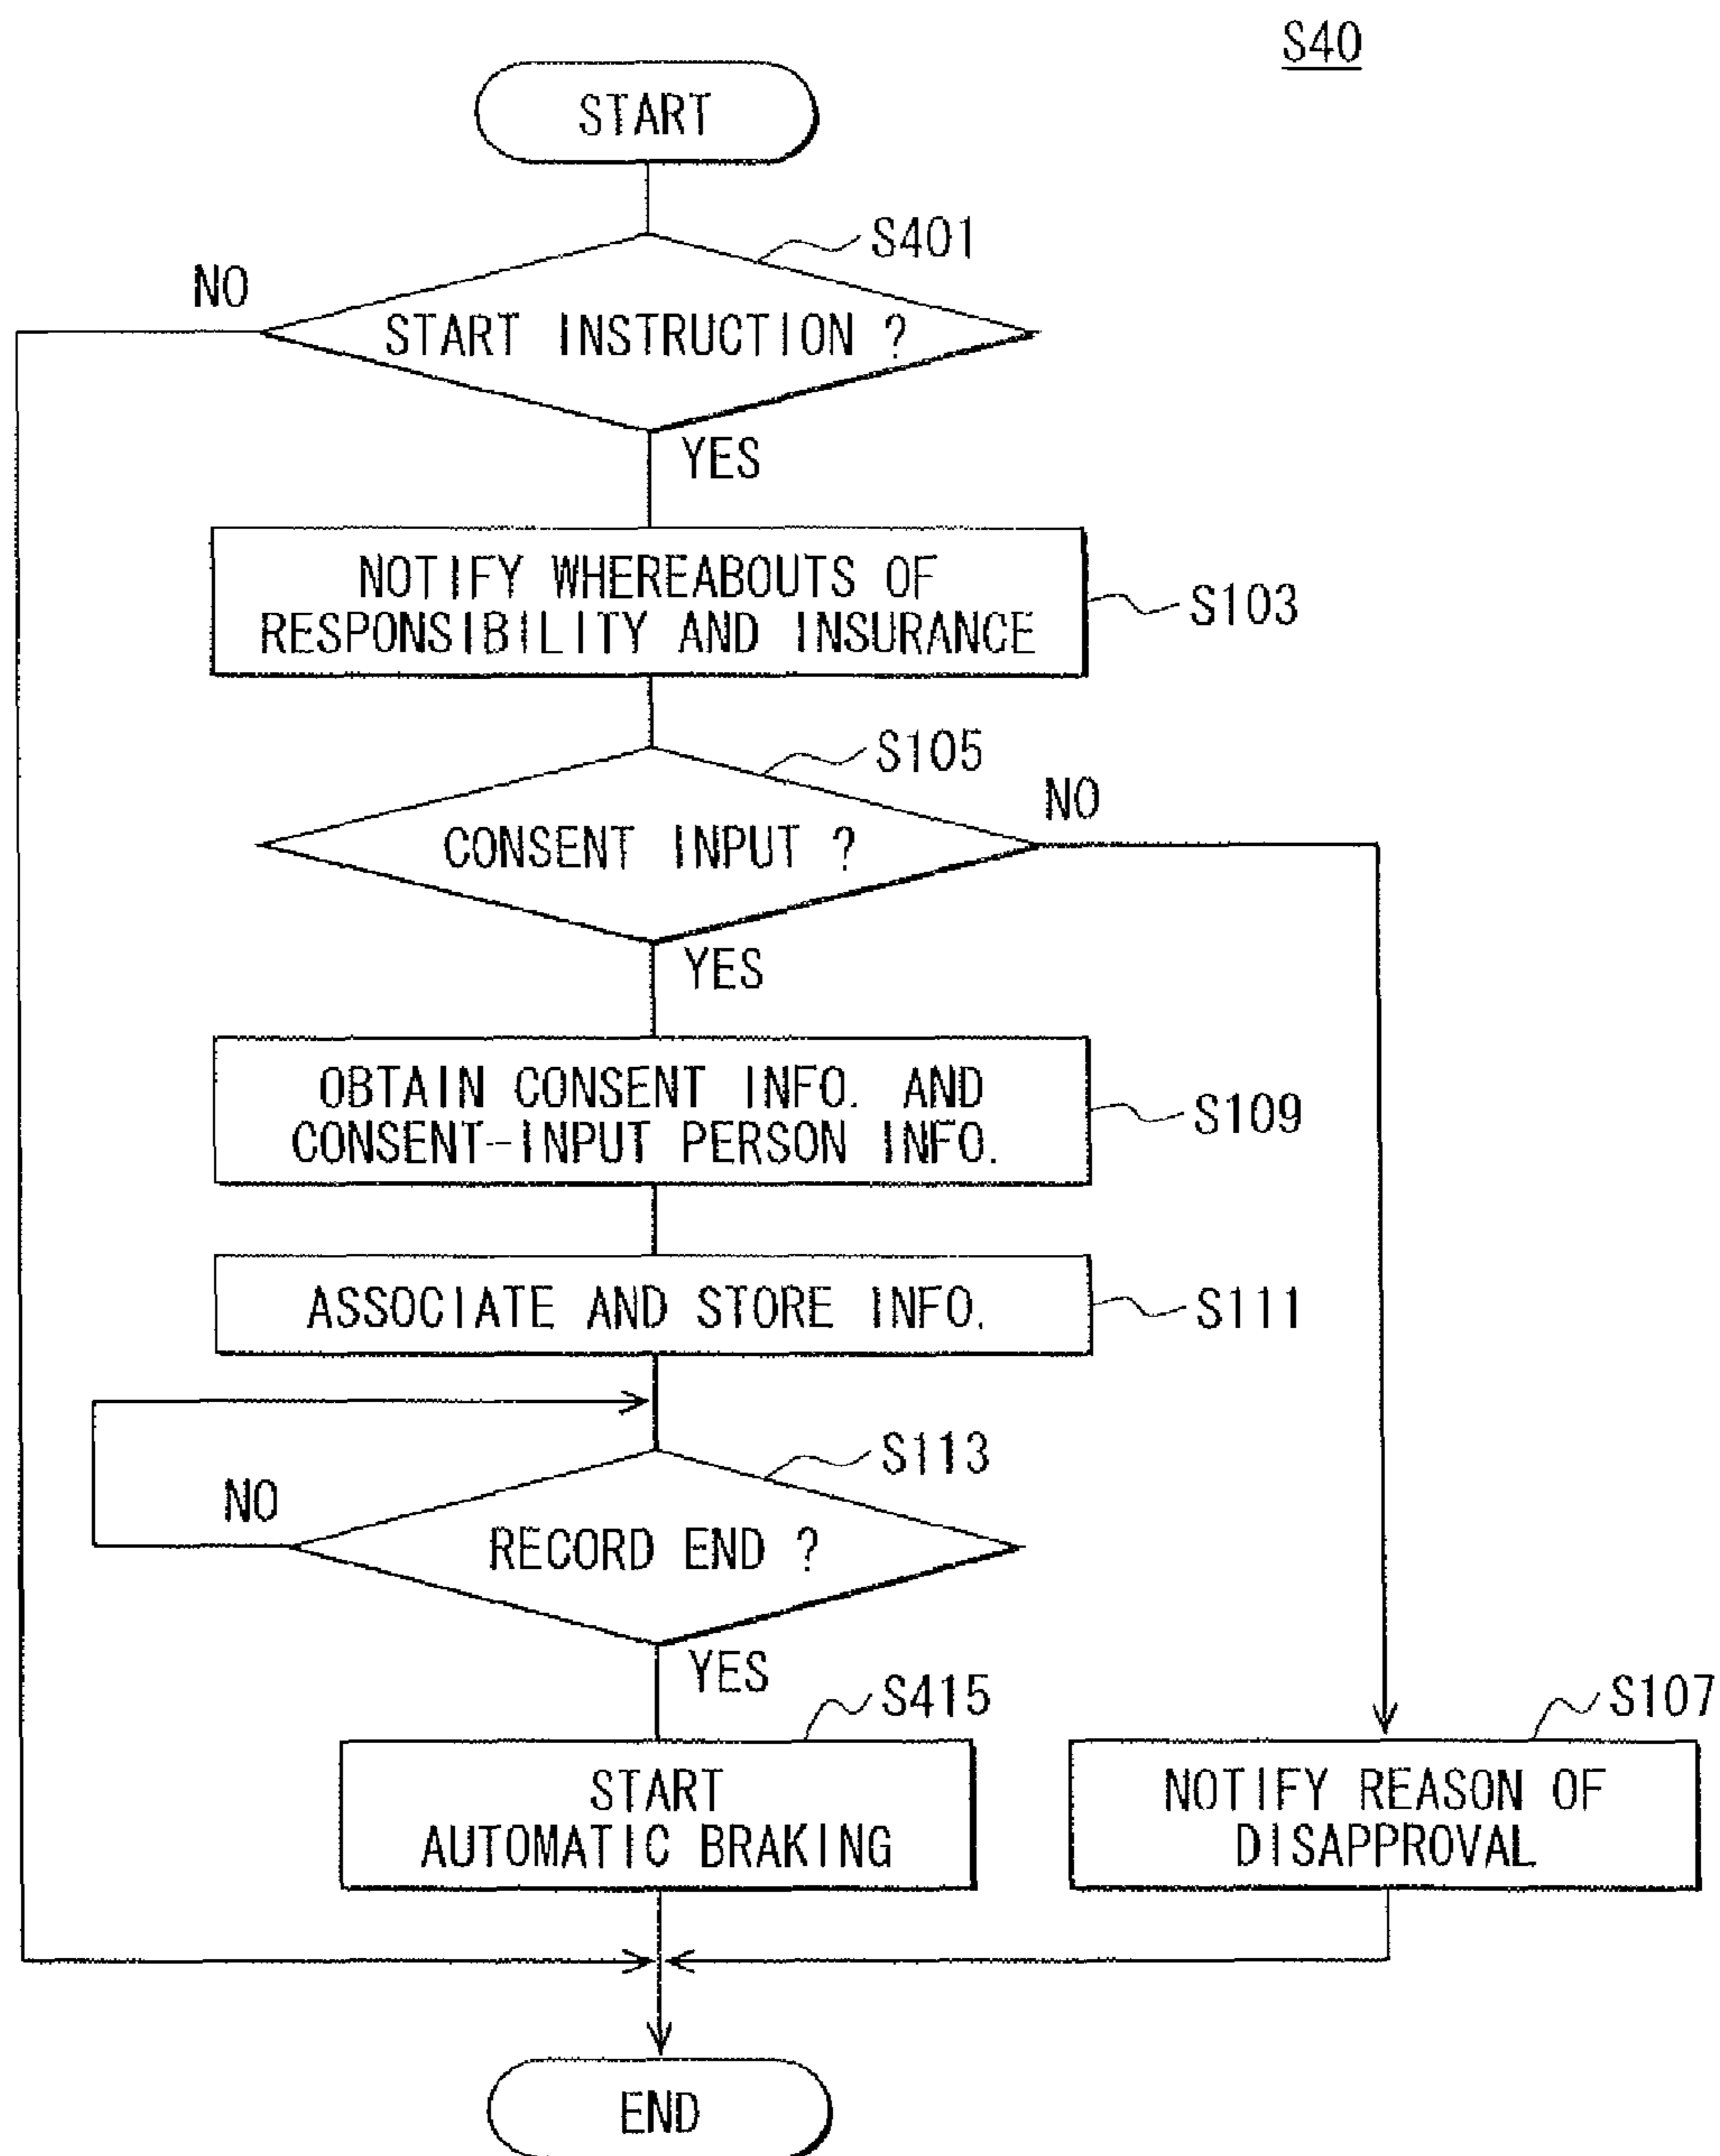 S40
START
S401
NO
START INSTRUCTION ?
YES
NOTIFY WHEREABOUTS OF
RESPONSIBILITY AND INSURANCE
S103
S105
NO
CONSENT INPUT ?
YES
OBTAIN CONSENT INFO. AND
CONSENT-INPUT PERSON INFO.
S109
ASSOCIATE AND STORE INFO.
S111
S113
NO
RECORD END ?
YES
S415
START
AUTOMATIC BRAKING
S107
NOTIFY REASON OF
DISAPPROVAL
END